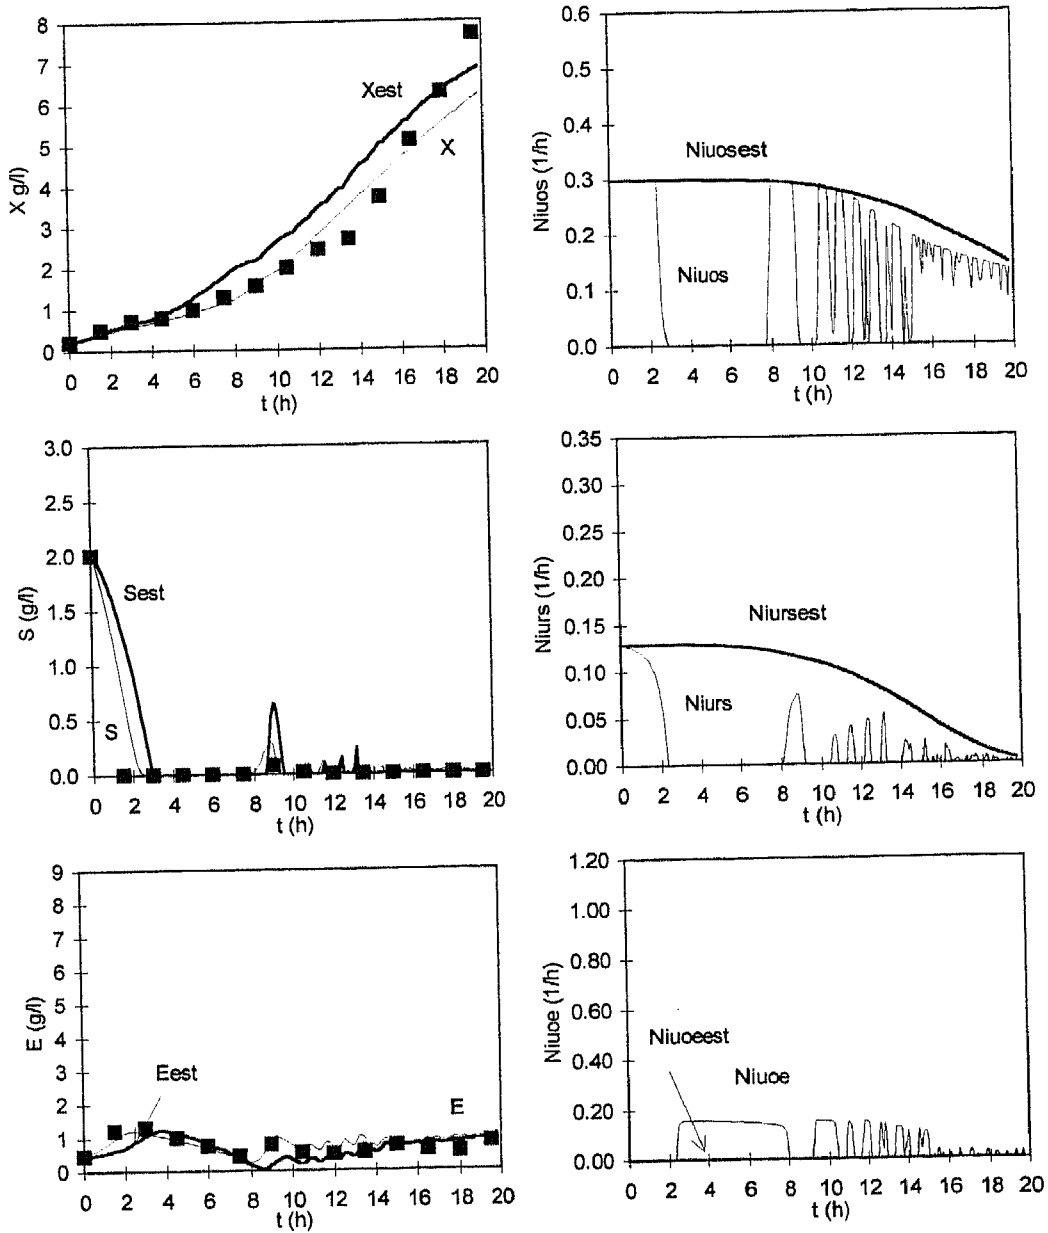 8
7
6
5
4
3
2
1
0
X g/l)
Xest
X
0 2 4 6 8 10 12 14 16 18 20
t (h)
0.6
0.5
0.4
0.3
0.2
0.1
0.0
Niuos (1/h)
Niuosest
Niuos
0 2 4 6 8 10 12 14 16 18 20
t (h)
3.0
2.5
2.0
1.5
1.0
0.5
0.0
S (g/l)
Sest
S
0 2 4 6 8 10 12 14 16 18 20
t (h)
0.35
0.30
0.25
0.20
0.15
0.10
0.05
0.00
Niurs (1/h)
Niursest
Niurs
0 2 4 6 8 10 12 14 16 18 20
t (h)
9
8
7
6
5
4
3
2
1
0
E (g/l)
Eest
E
0 2 4 6 8 10 12 14 16 18 20
t (h)
1.20
1.00
0.80
0.60
0.40
0.20
0.00
Niuoe (1/h)
Niuoeest
Niuoe
0 2 4 6 8 10 12 14 16 18 20
t (h)